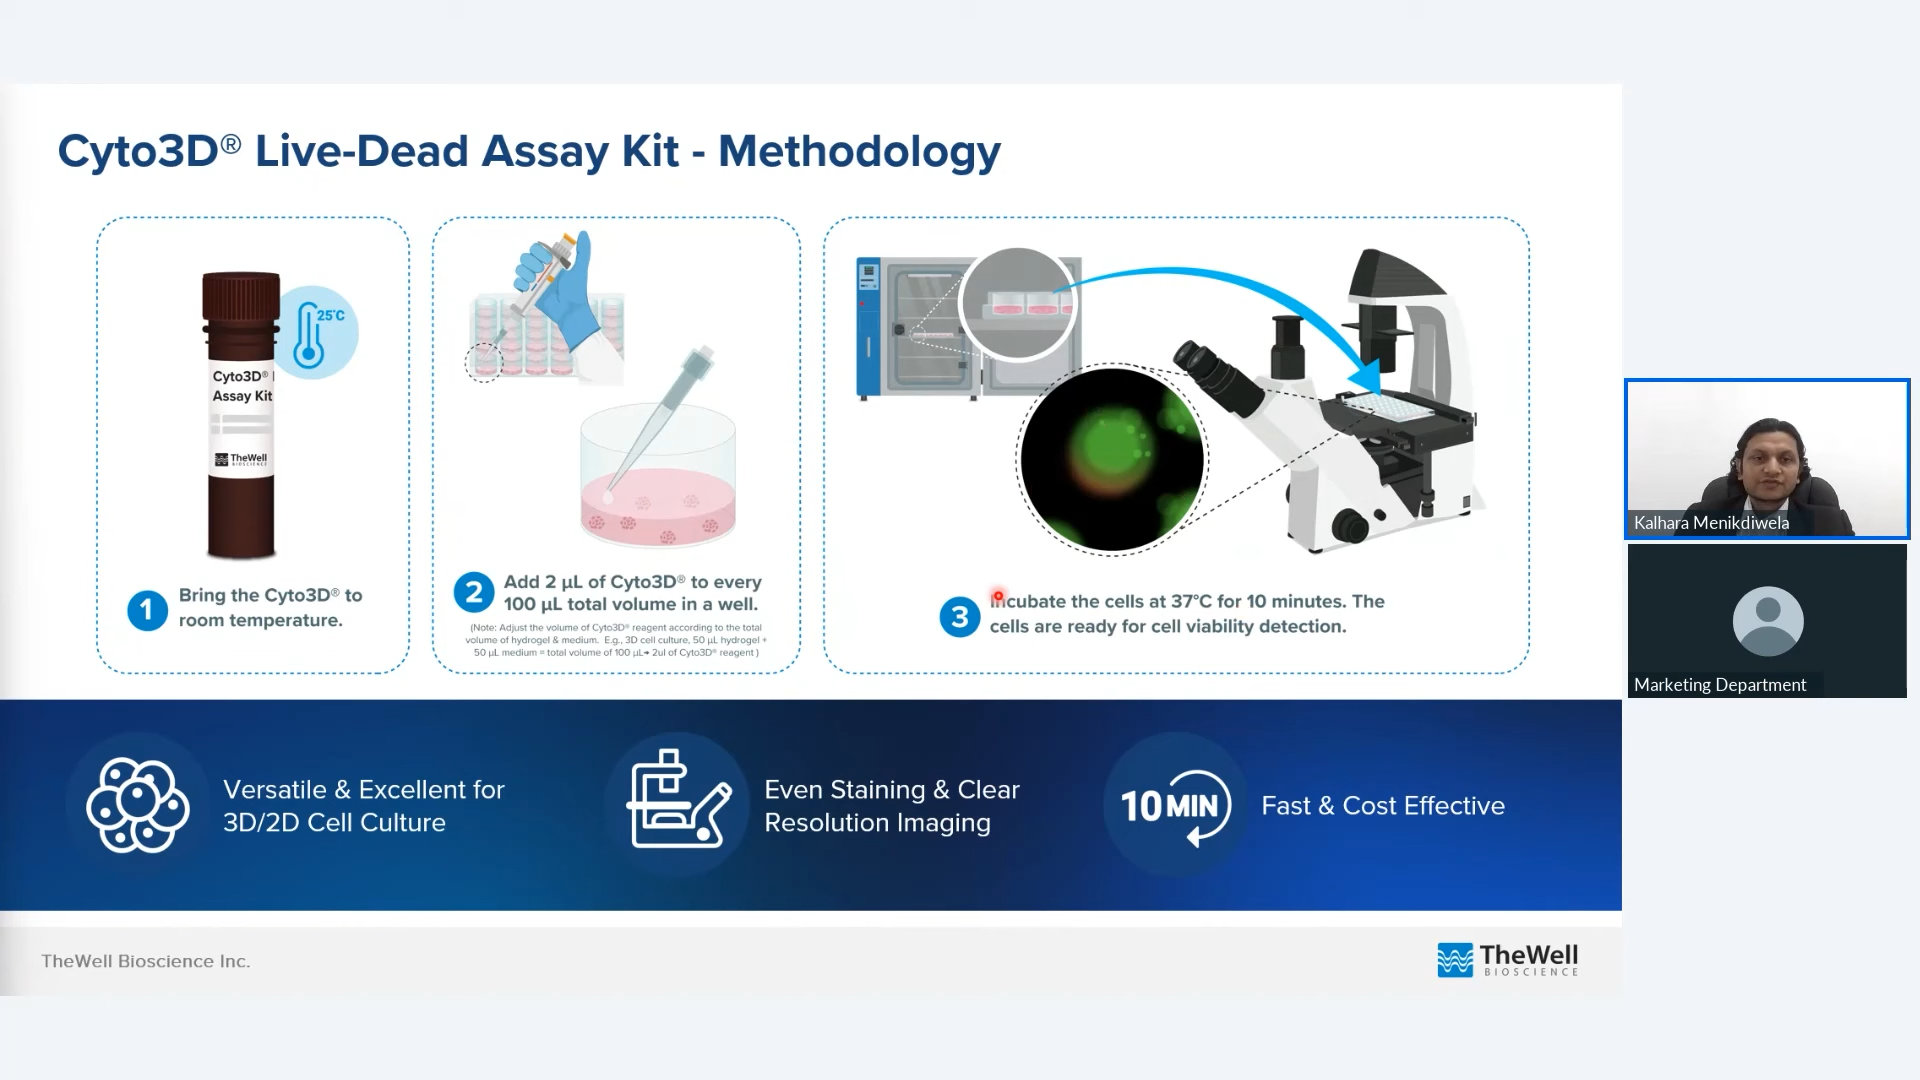 Cyto3D® Live-Dead Assay Kit - Methodology
25°C
Cyto3D® 
Assay Kit
TheWell
BIOSCIENCE
1
Bring the Cyto3D® to
room temperature.
2
Add 2 µL of Cyto3D® to every
100 µL total volume in a well.
(Note: Adjust the volume of Cyto3D® reagent according to the total
volume of hydrogel & medium. E.g., 3D cell culture, 50 µL hydrogel +
50 µL medium = total volume of 100 µL→ 2ul of Cyto3D® reagent )
3
Incubate the cells at 37°C for 10 minutes. The
cells are ready for cell viability detection.
Kalhara Menikdiwela
Marketing Department
Versatile & Excellent for
3D/2D Cell Culture
Even Staining & Clear
Resolution Imaging
10 MIN
Fast & Cost Effective
TheWell Bioscience Inc.
TheWell
BIOSCIENCE